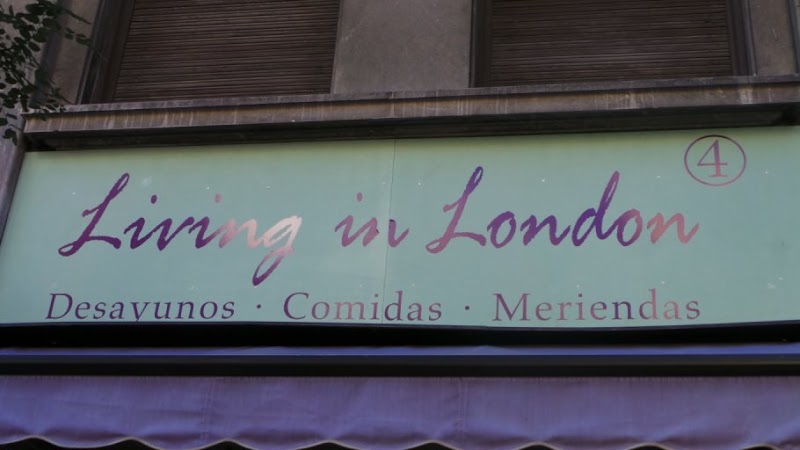 4
Living in London
Desayunos · Comidas · Meriendas